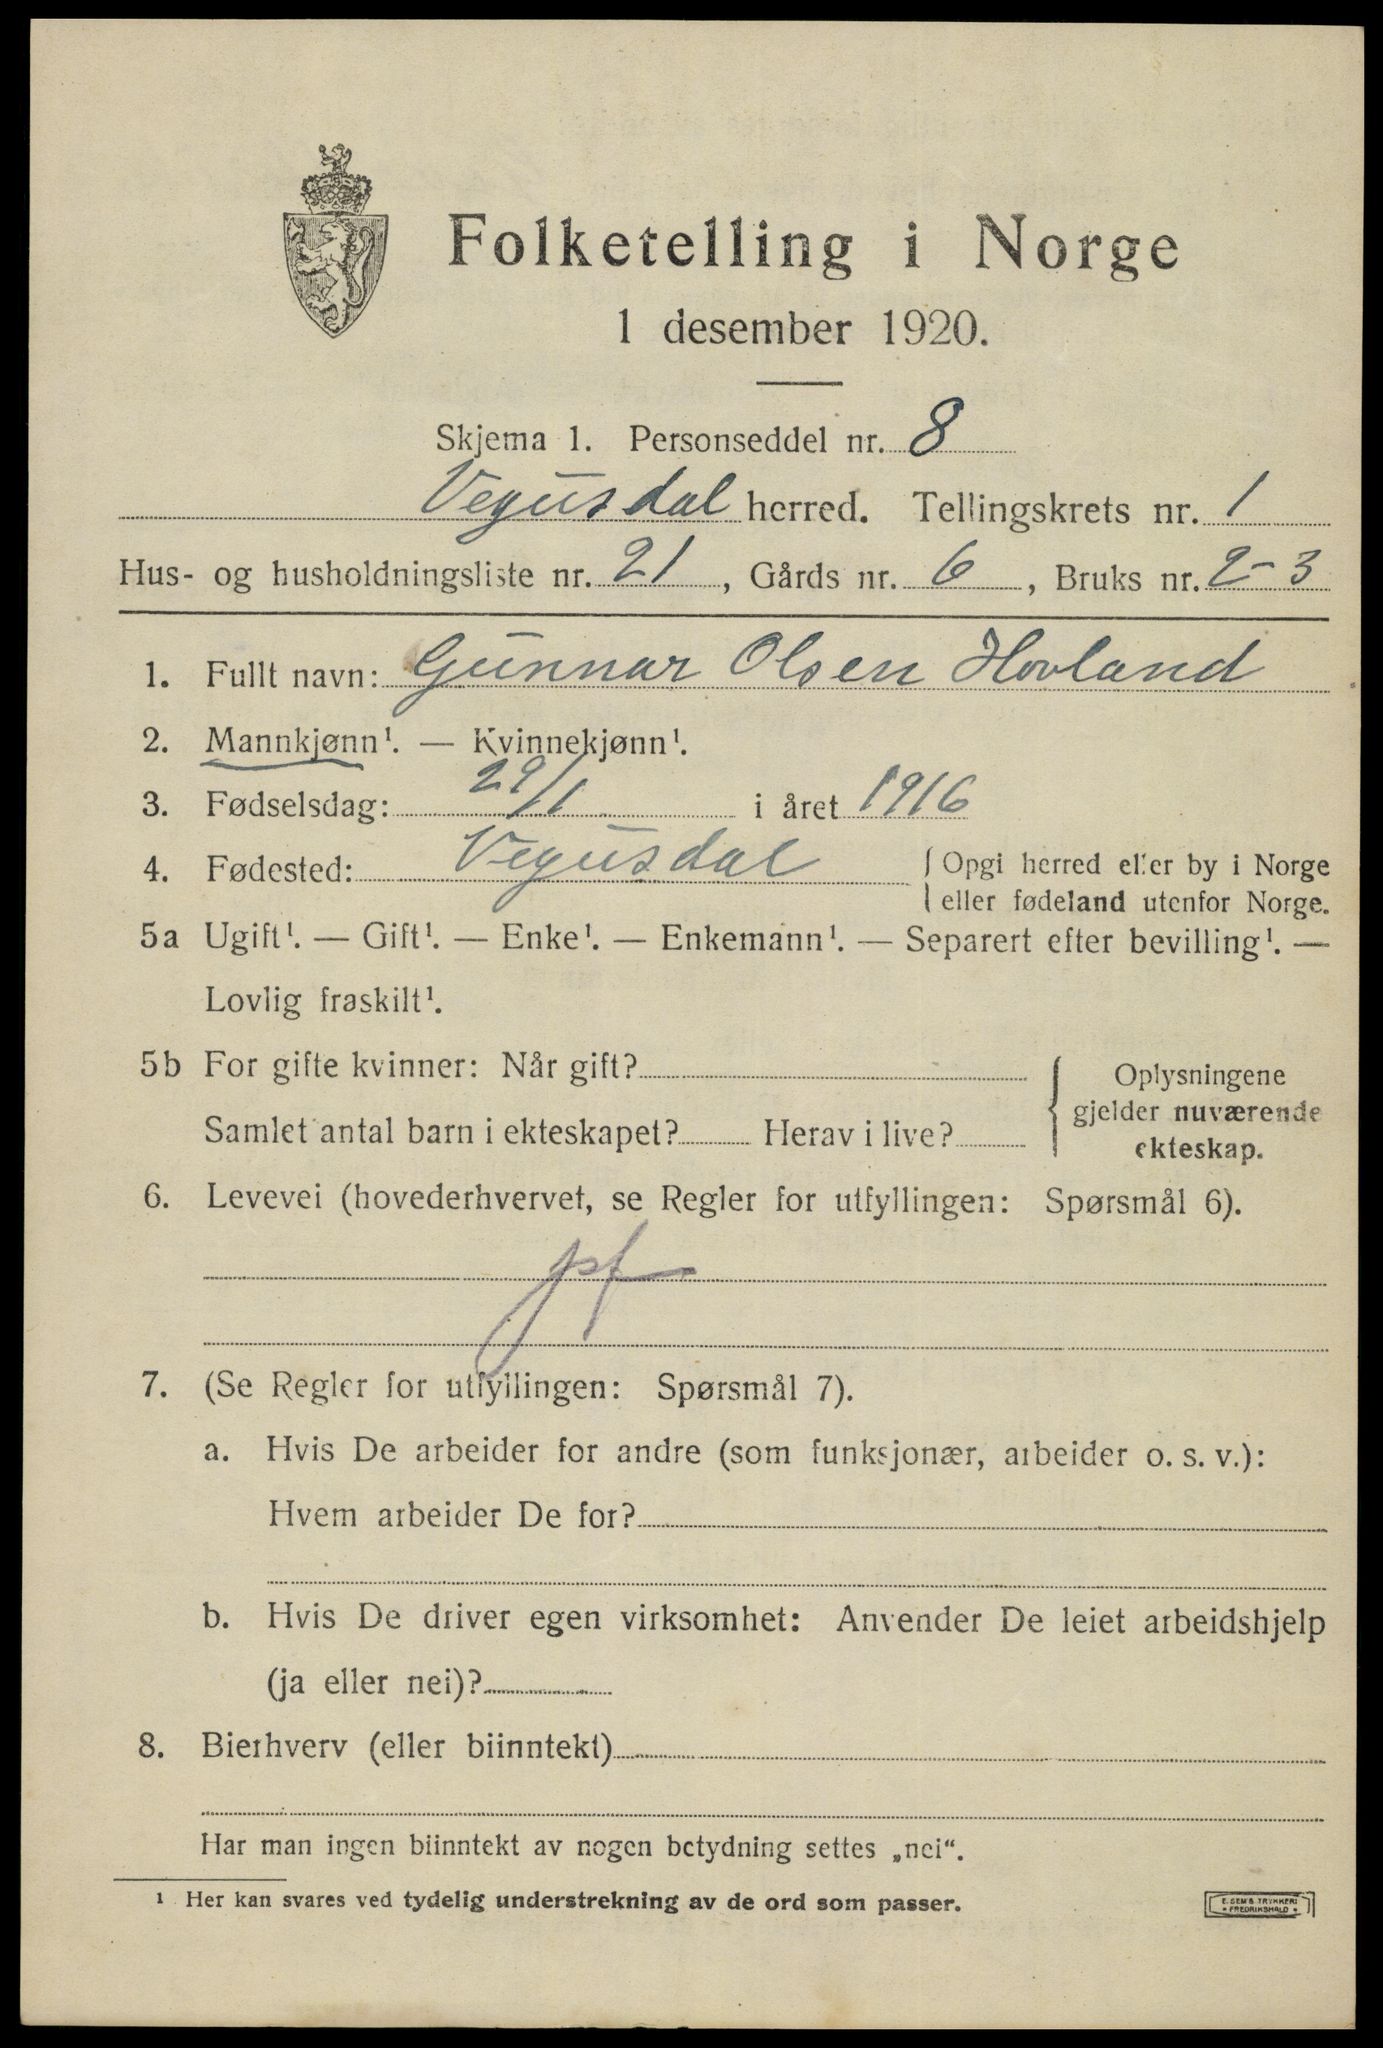 Folketelling i Norge
1 desember 1920.
Skjema 1. Personseddel nr. 8
Vegusdal herred. Tellingskrets nr. 1
Hus- og husholdningsliste nr. 21, Gårds nr. 6, Bruks nr. 2-3
1. Fullt navn: Gunnar Olsen Hovland
2. Mannkjønn¹. — Kvinnekjønn¹.
3. Fødselsdag: 29/1 i året 1916
4. Fødested: Vegusdal { Opgi herred eller by i Norge
eller fødeland utenfor Norge.
5a Ugift¹. — Gift¹. — Enke¹. — Enkemann¹. — Separert efter bevilling¹. —
Lovlig fraskilt¹.
5b For gifte kvinner: Når gift?
Samlet antal barn i ekteskapet? Herav i live?
Oplysningene
gjelder nuværende
ekteskap.
6. Levevei (hovederhvervet, se Regler for utfyllingen: Spørsmål 6).
pf
7. (Se Regler for utfyllingen: Spørsmål 7).
a. Hvis De arbeider for andre (som funksjonær, arbeider o. s. v.):
Hvem arbeider De for?
b. Hvis De driver egen virksomhet: Anvender De leiet arbeidshjelp
(ja eller nei)?
8. Bierhverv (eller biinntekt)
Har man ingen biinntekt av nogen betydning settes „nei“.
¹ Her kan svares ved tydelig understrekning av de ord som passer.
E. SEM'S TRYKKERI
• FREDRIKSHALD •